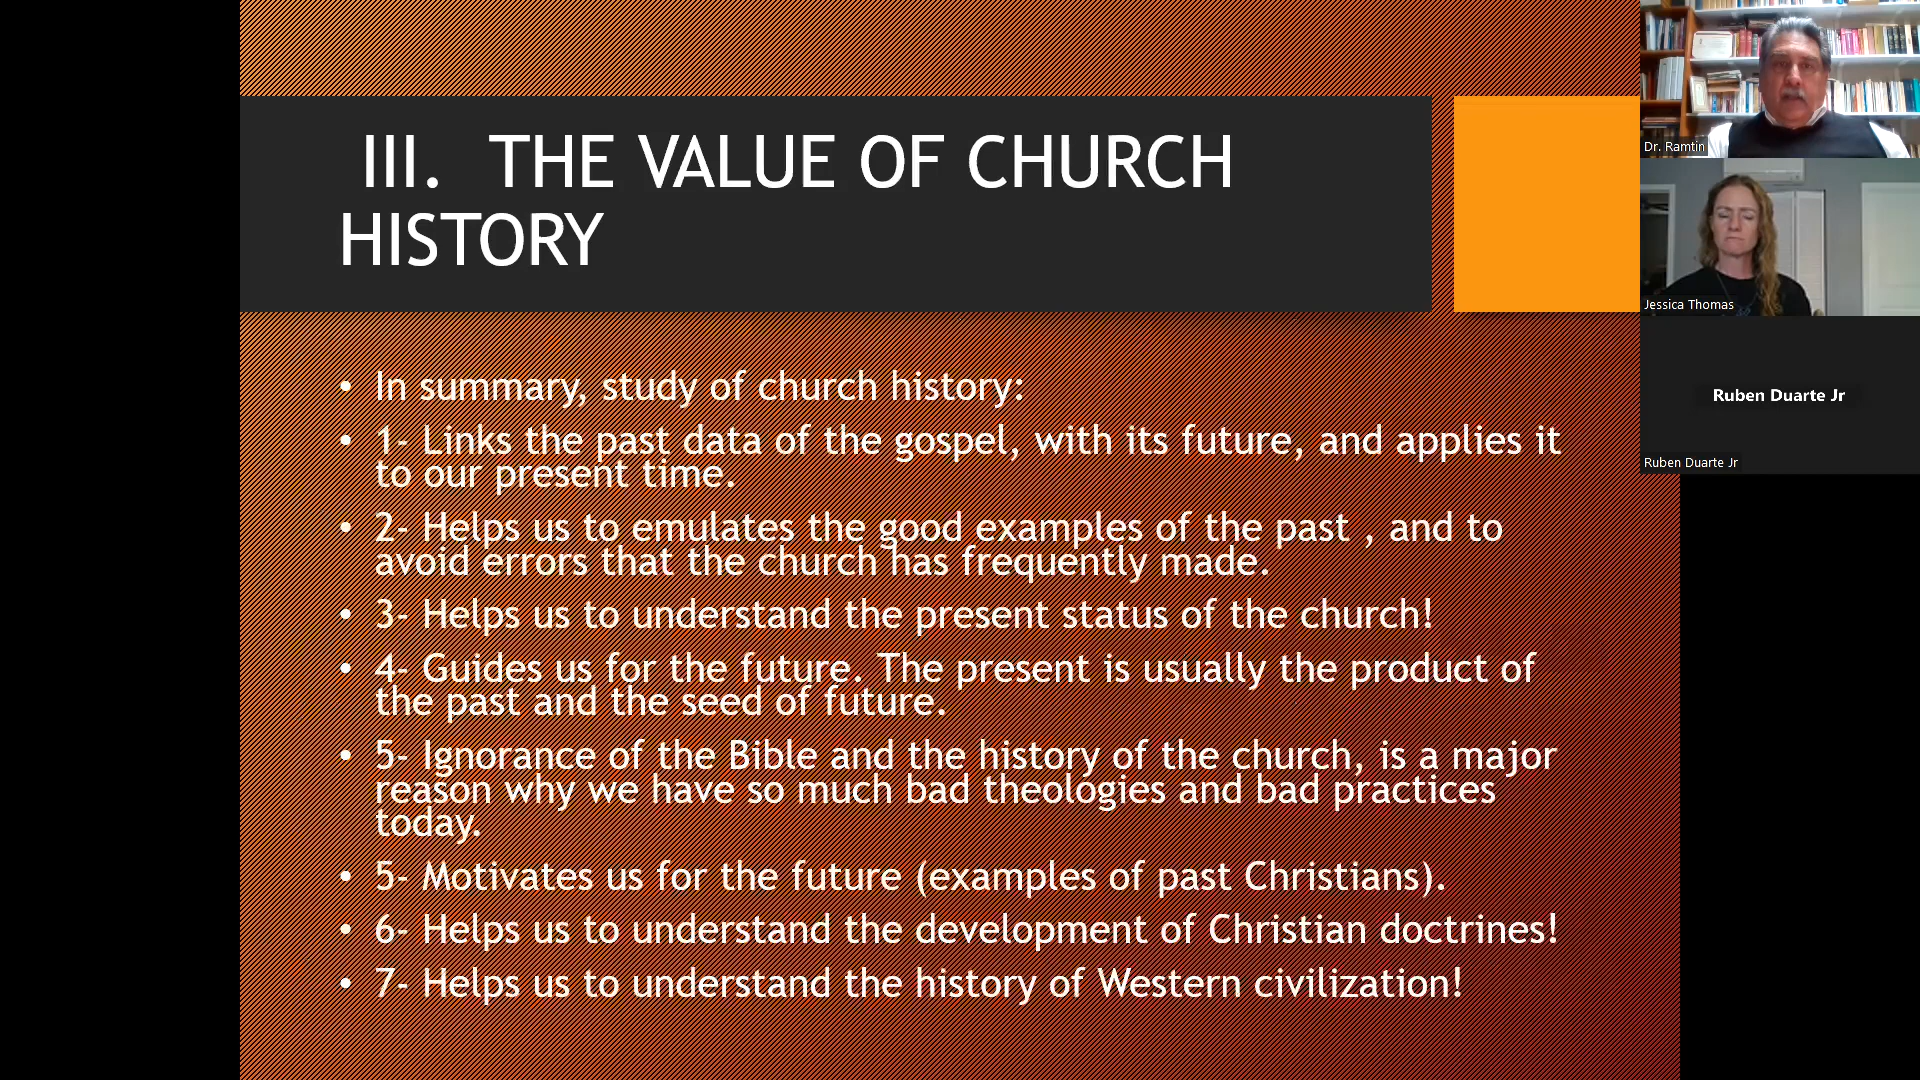 III. THE VALUE OF CHURCH
HISTORY
• In summary, study of church history:
• 1- Links the past data of the gospel, with its future, and applies it
to our present time.
• 2- Helps us to emulates the good examples of the past , and to
avoid errors that the church has frequently made.
• 3- Helps us to understand the present status of the church!
• 4- Guides us for the future. The present is usually the product of
the past and the seed of future.
• 5- Ignorance of the Bible and the history of the church, is a major
reason why we have so much bad theologies and bad practices
today.
• 5- Motivates us for the future (examples of past Christians).
• 6- Helps us to understand the development of Christian doctrines!
• 7- Helps us to understand the history of Western civilization!
Dr. Ramtin
Jessica Thomas
Ruben Duarte Jr
Ruben Duarte Jr